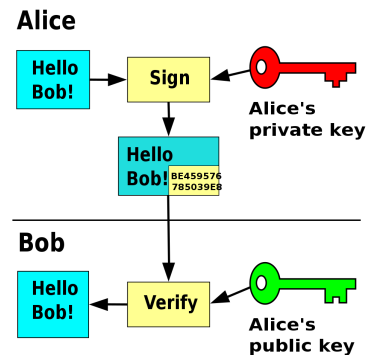 Alice
Hello
Bob!
Sign
Alice's
private key
Hello
Bob!
BE459576
785039E8
Bob
Hello
Bob!
Verify
Alice's
public key